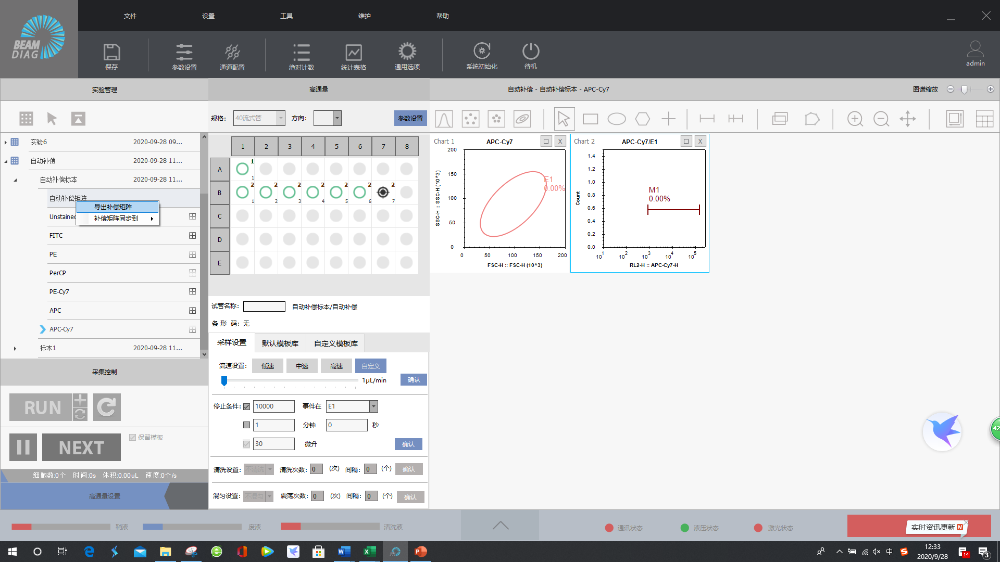 BEAM
DIAG
文件 设置 工具 维护 帮助
保存 参数设置 通道配置 绝对计数 统计表格 通用选项 系统初始化 待机
admin
实验管理 高通量 自动补偿 - 自动补偿标本 - APC-Cy7 图谱缩放
规格: 40流式管 方向: 参数设置
实验6 2020-09-28 09...
自动补偿 2020-09-28 11...
自动补偿标本 2020-09-28 11...
自动补偿矩阵
导出补偿矩阵
补偿矩阵同步到
Unstained
FITC
PE
PerCP
PE-Cy7
APC
APC-Cy7
标本1 2020-09-28 11...
1 2 3 4 5 6 7 8
A 1 1
B 2 1 2 2 2 3 2 4 2 5 2 6 2 7
C
D
E
试管名称: 自动补偿标本/自动补偿
条 形 码: 无
采样设置 默认模板库 自定义模板库
流速设置: 低速 中速 高速 自定义
1μL/min 确认
停止条件: 10000 事件在 E1
1 分钟 0 秒
30 微升 确认
清洗设置: 不清洗 清洗次数: 0 (次) 间隔: 0 (个) 确认
混匀设置: 不混匀 震荡次数: 0 (次) 间隔: 0 (个) 确认
Chart 1 APC-Cy7 X
200
150
100
50
0
0 50 100 150 200
SSC-H :: SSC-H (10^3)
FSC-H :: FSC-H (10^3)
E1
0.00%
Chart 2 APC-Cy7/E1 X
1.4
1.2
1.0
0.8
0.6
0.4
0.2
0.0
Count
10^1 10^2 10^3 10^4 10^5
RL2-H :: APC-Cy7-H
M1
0.00%
采集控制
RUN
NEXT
保留模板
细胞数:0个 时间:0s 体积:0.00uL 速度:0个/s
高通量设置
鞘液 废液 清洗液 通讯状态 液压状态 激光状态
实时资讯更新 N
42
中
12:33
2020/9/28
14
3